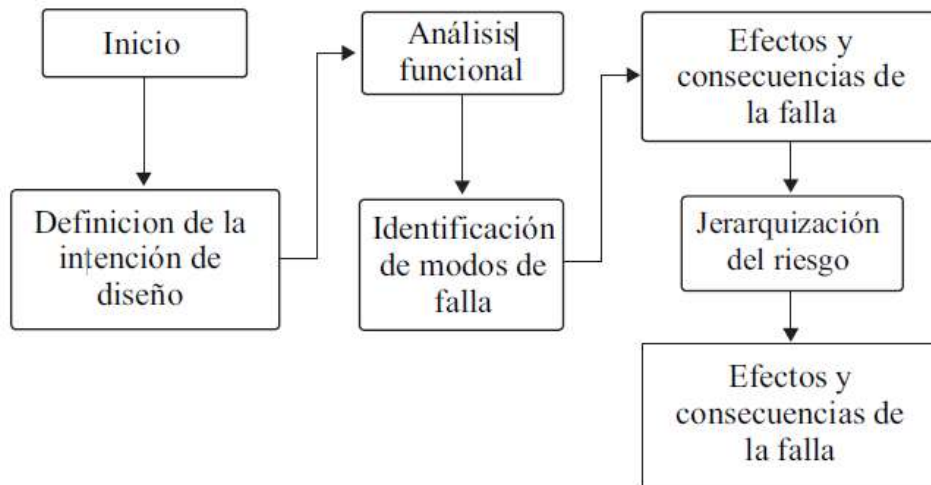 Inicio
Definicion de la
intención de
diseño
Análisis
funcional
Identificación
de modos de
falla
Efectos y
consecuencias de
la falla
Jerarquización
del riesgo
Efectos y
consecuencias de
la falla